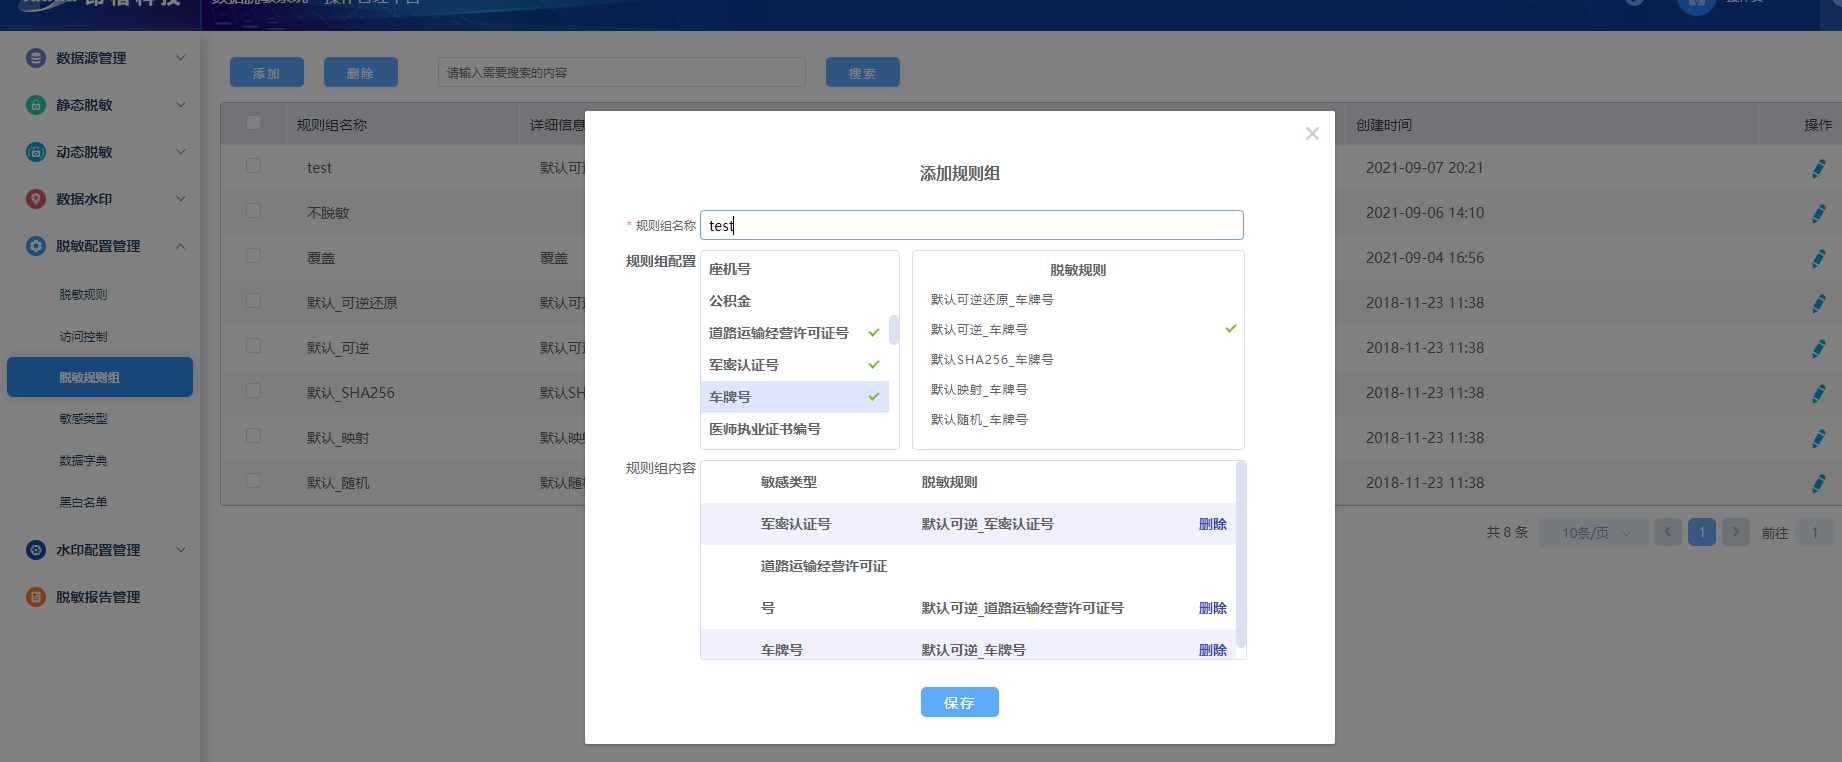 数据源管理
静态脱敏
动态脱敏
数据水印
脱敏配置管理
脱敏规则
访问控制
脱敏规则组
敏感类型
数据字典
黑白名单
水印配置管理
脱敏报告管理
添加 删除 请输入需要搜索的内容 搜索
规则组名称 详细信息 创建时间 操作
test 默认可 2021-09-07 20:21
不脱敏 2021-09-06 14:10
覆盖 覆盖 2021-09-04 16:56
默认_可逆还原 默认可 2018-11-23 11:38
默认_可逆 默认可 2018-11-23 11:38
默认_SHA256 默认SH 2018-11-23 11:38
默认_映射 默认映 2018-11-23 11:38
默认_随机 默认随 2018-11-23 11:38
共 8 条 10条/页 1 前往 1
添加规则组
* 规则组名称 test
规则组配置
座机号
公积金
道路运输经营许可证号
军密认证号
车牌号
医师执业证书编号
脱敏规则
默认可逆还原_车牌号
默认可逆_车牌号
默认SHA256_车牌号
默认映射_车牌号
默认随机_车牌号
规则组内容
敏感类型 脱敏规则
军密认证号 默认可逆_军密认证号 删除
道路运输经营许可证
号 默认可逆_道路运输经营许可证号 删除
车牌号 默认可逆_车牌号 删除
保存